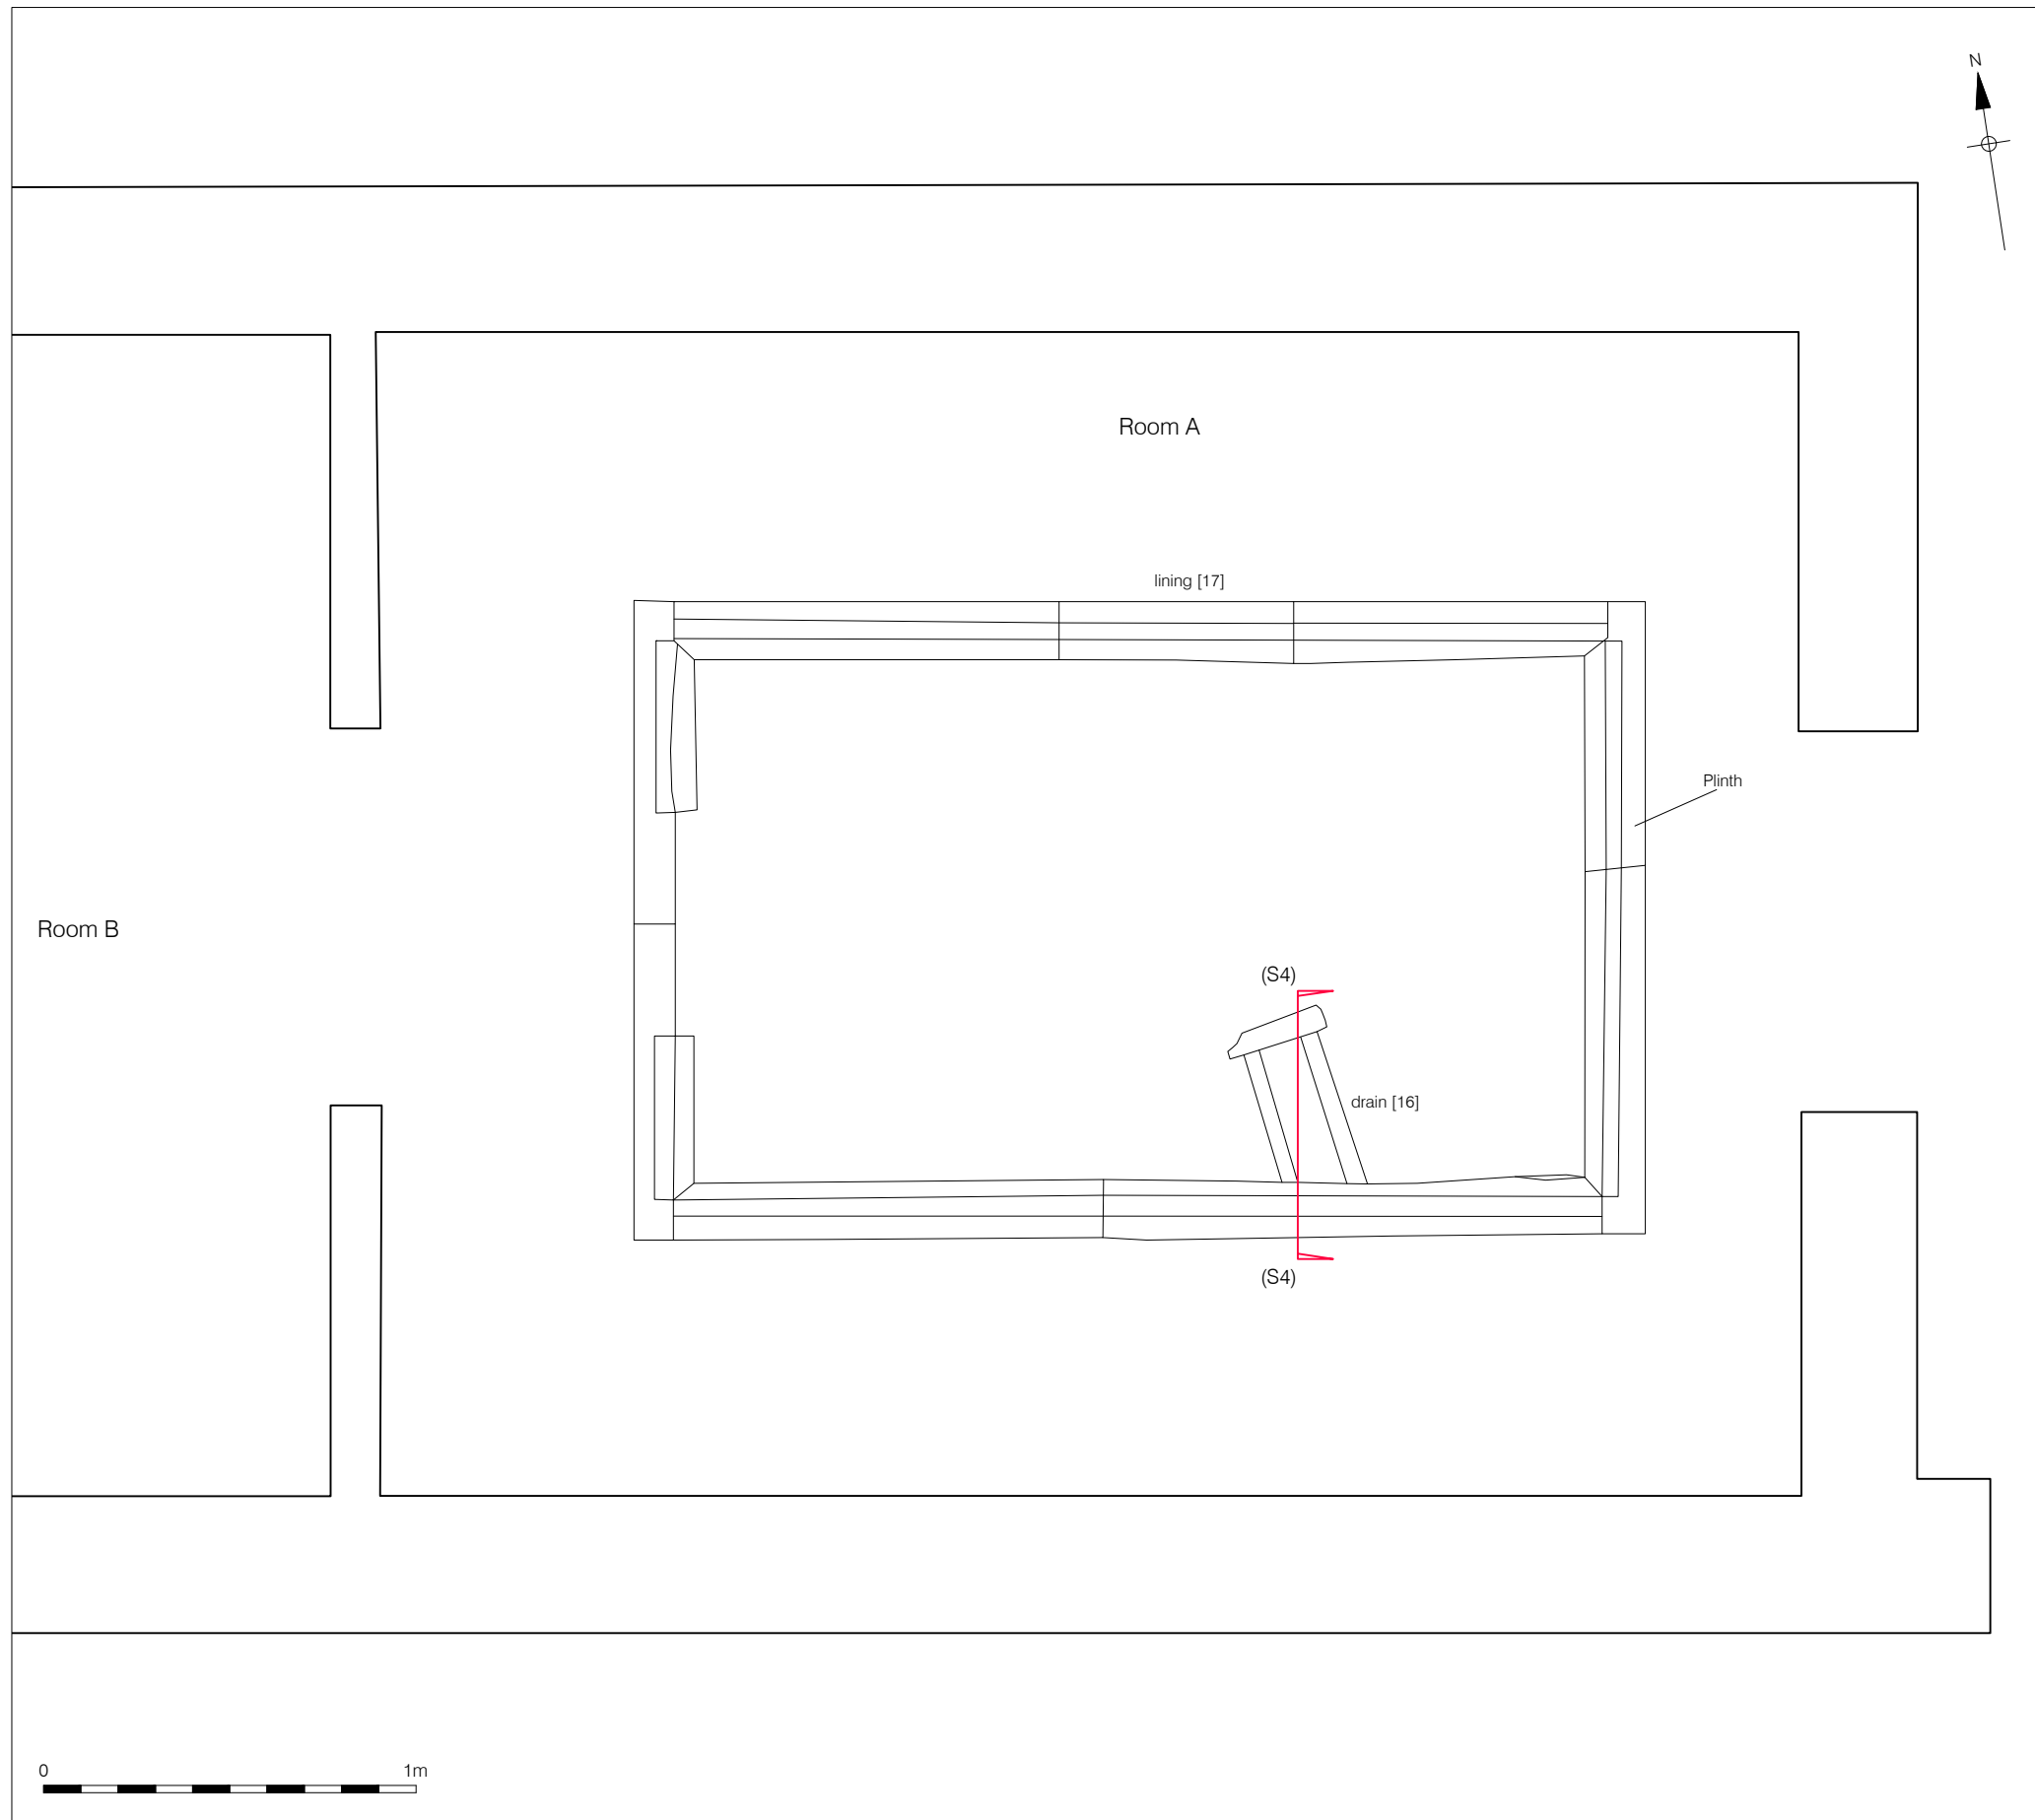 N
Room A
lining [17]
Plinth
Room B
(S4)
drain [16]
(S4)
0 1m